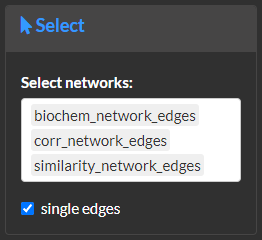 Select
Select networks:
biochem_network_edges
corr_network_edges
similarity_network_edges
single edges